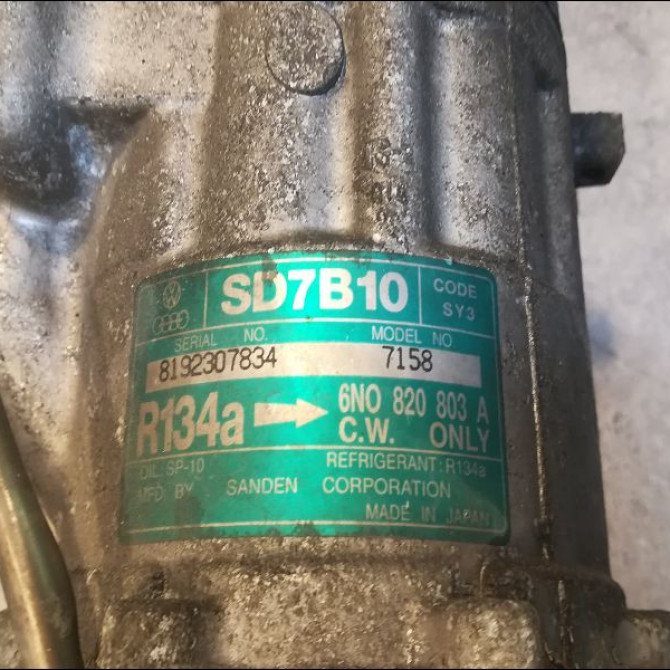 SD7B10
CODE
SY3
SERIAL NO. MODEL NO.
8192307834 7158
R134a 6N0 820 803 A
C.W. ONLY
OIL SP-10 REFRIGERANT: R134a
MFD BY SANDEN CORPORATION
MADE IN JAPAN